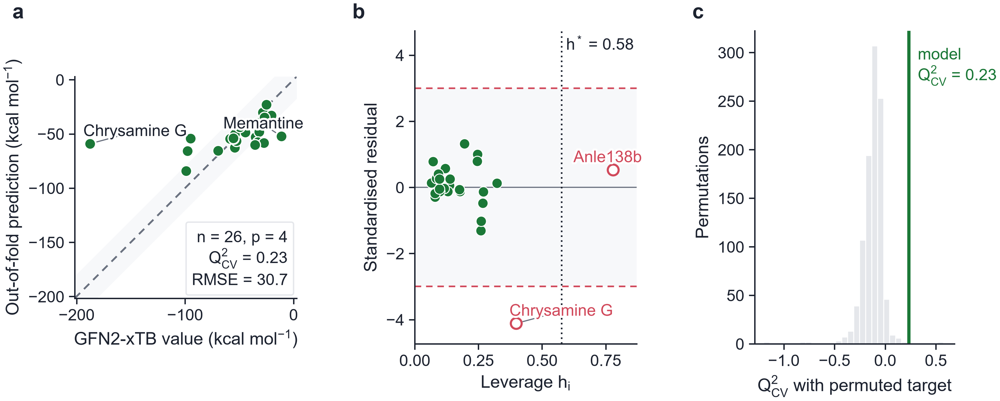 a
Out-of-fold prediction (kcal mol⁻¹)
0
−50
−100
−150
−200
Chrysamine G
Memantine
n = 26, p = 4
Q²CV = 0.23
RMSE = 30.7
−200
−100
0
GFN2-xTB value (kcal mol⁻¹)
b
Standardised residual
4
2
0
−2
−4
h* = 0.58
Anle138b
Chrysamine G
0.00
0.25
0.50
0.75
Leverage hᵢ
c
Permutations
300
250
200
150
100
50
0
model
Q²CV = 0.23
−1.0
−0.5
0.0
0.5
Q²CV with permuted target